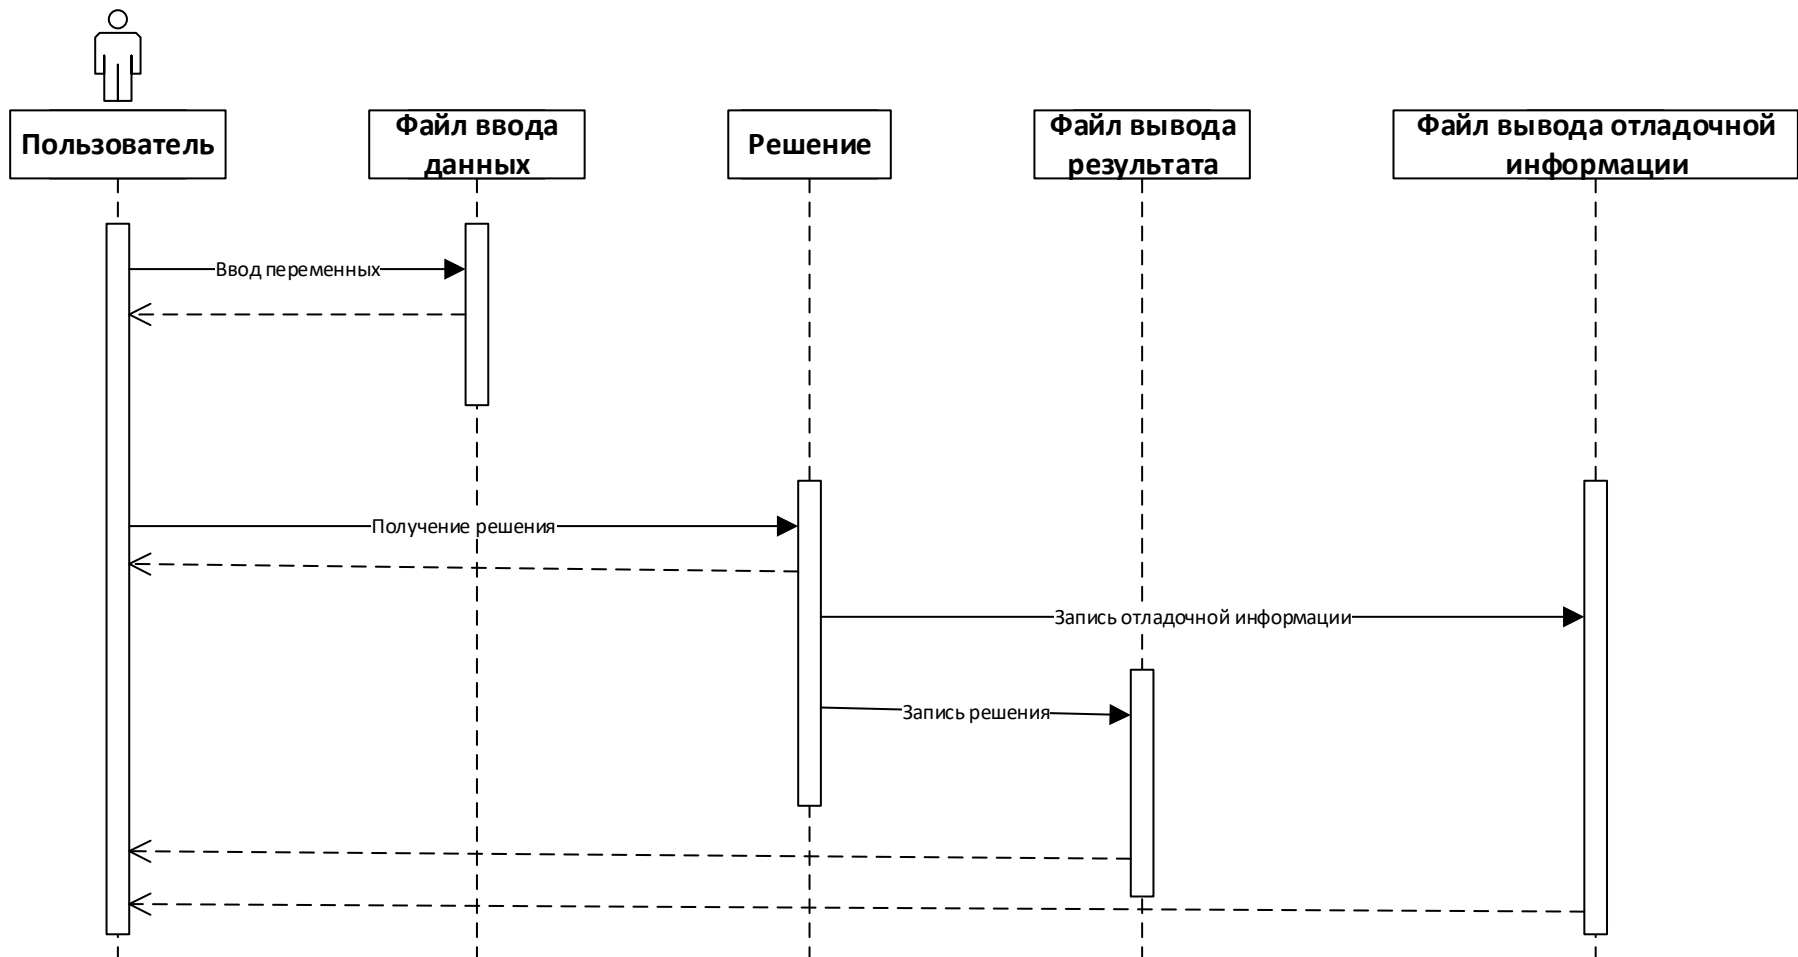 Пользователь
Файл ввода
данных
Решение
Файл вывода
результата
Файл вывода отладочной
информации
Ввод переменных
Получение решения
Запись отладочной информации
Запись решения